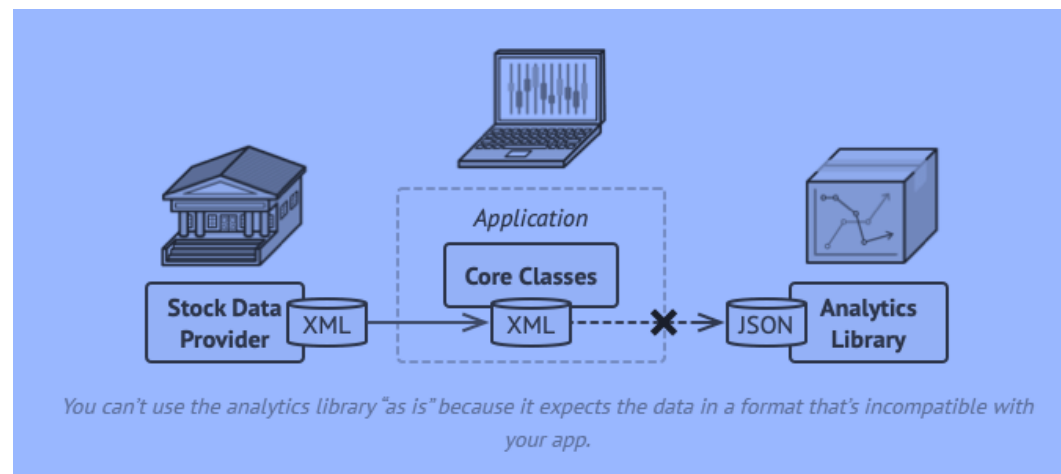 Application
Core Classes
Stock Data
Provider
XML
XML
JSON
Analytics
Library
You can't use the analytics library “as is” because it expects the data in a format that's incompatible with
your app.